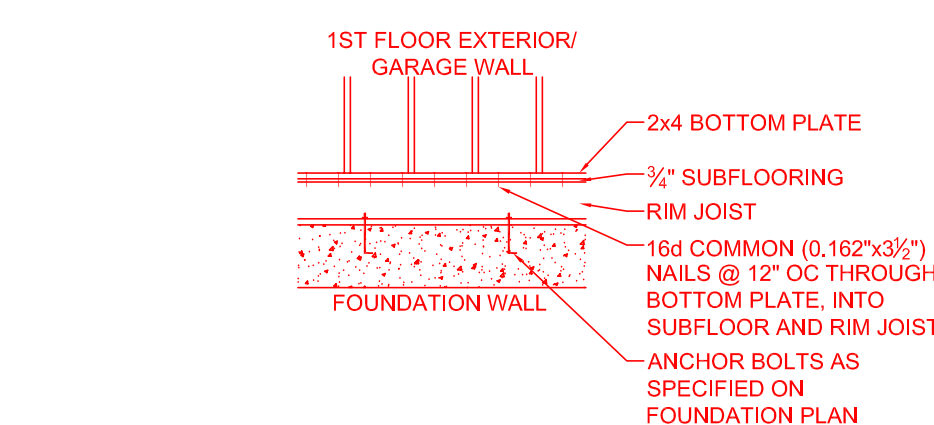 1ST FLOOR EXTERIOR/
GARAGE WALL
2x4 BOTTOM PLATE
¾" SUBFLOORING
RIM JOIST
16d COMMON (0.162"x3½")
NAILS @ 12" OC THROUGH
BOTTOM PLATE, INTO
SUBFLOOR AND RIM JOIST
FOUNDATION WALL
ANCHOR BOLTS AS
SPECIFIED ON
FOUNDATION PLAN